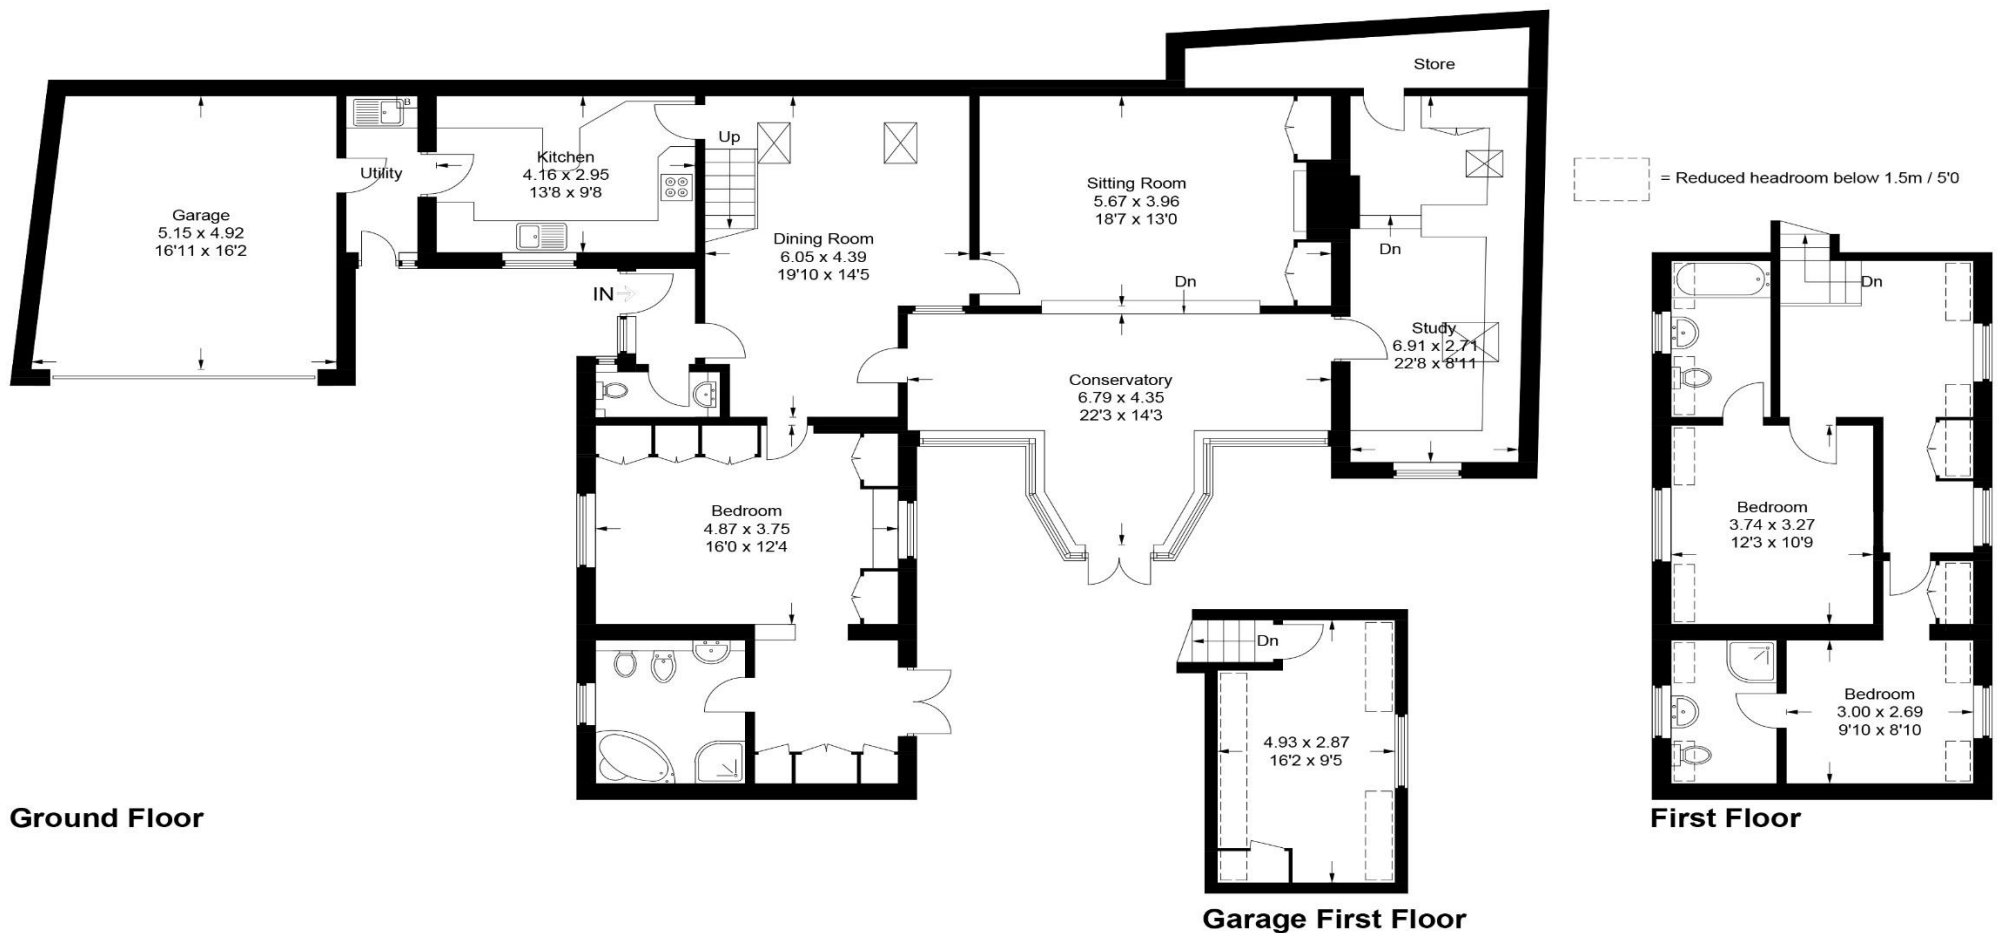 Store
B
Up
Kitchen
4.16 x 2.95
13'8 x 9'8
Utility
Sitting Room
5.67 x 3.96
18'7 x 13'0
= Reduced headroom below 1.5m / 5'0
Garage
5.15 x 4.92
16'11 x 16'2
Dining Room
6.05 x 4.39
19'10 x 14'5
Dn
Dn
Dn
IN
Study
6.91 x 2.71
22'8 x 8'11
Conservatory
6.79 x 4.35
22'3 x 14'3
Bedroom
4.87 x 3.75
16'0 x 12'4
Bedroom
3.74 x 3.27
12'3 x 10'9
Dn
Bedroom
3.00 x 2.69
9'10 x 8'10
4.93 x 2.87
16'2 x 9'5
Ground Floor
First Floor
Garage First Floor